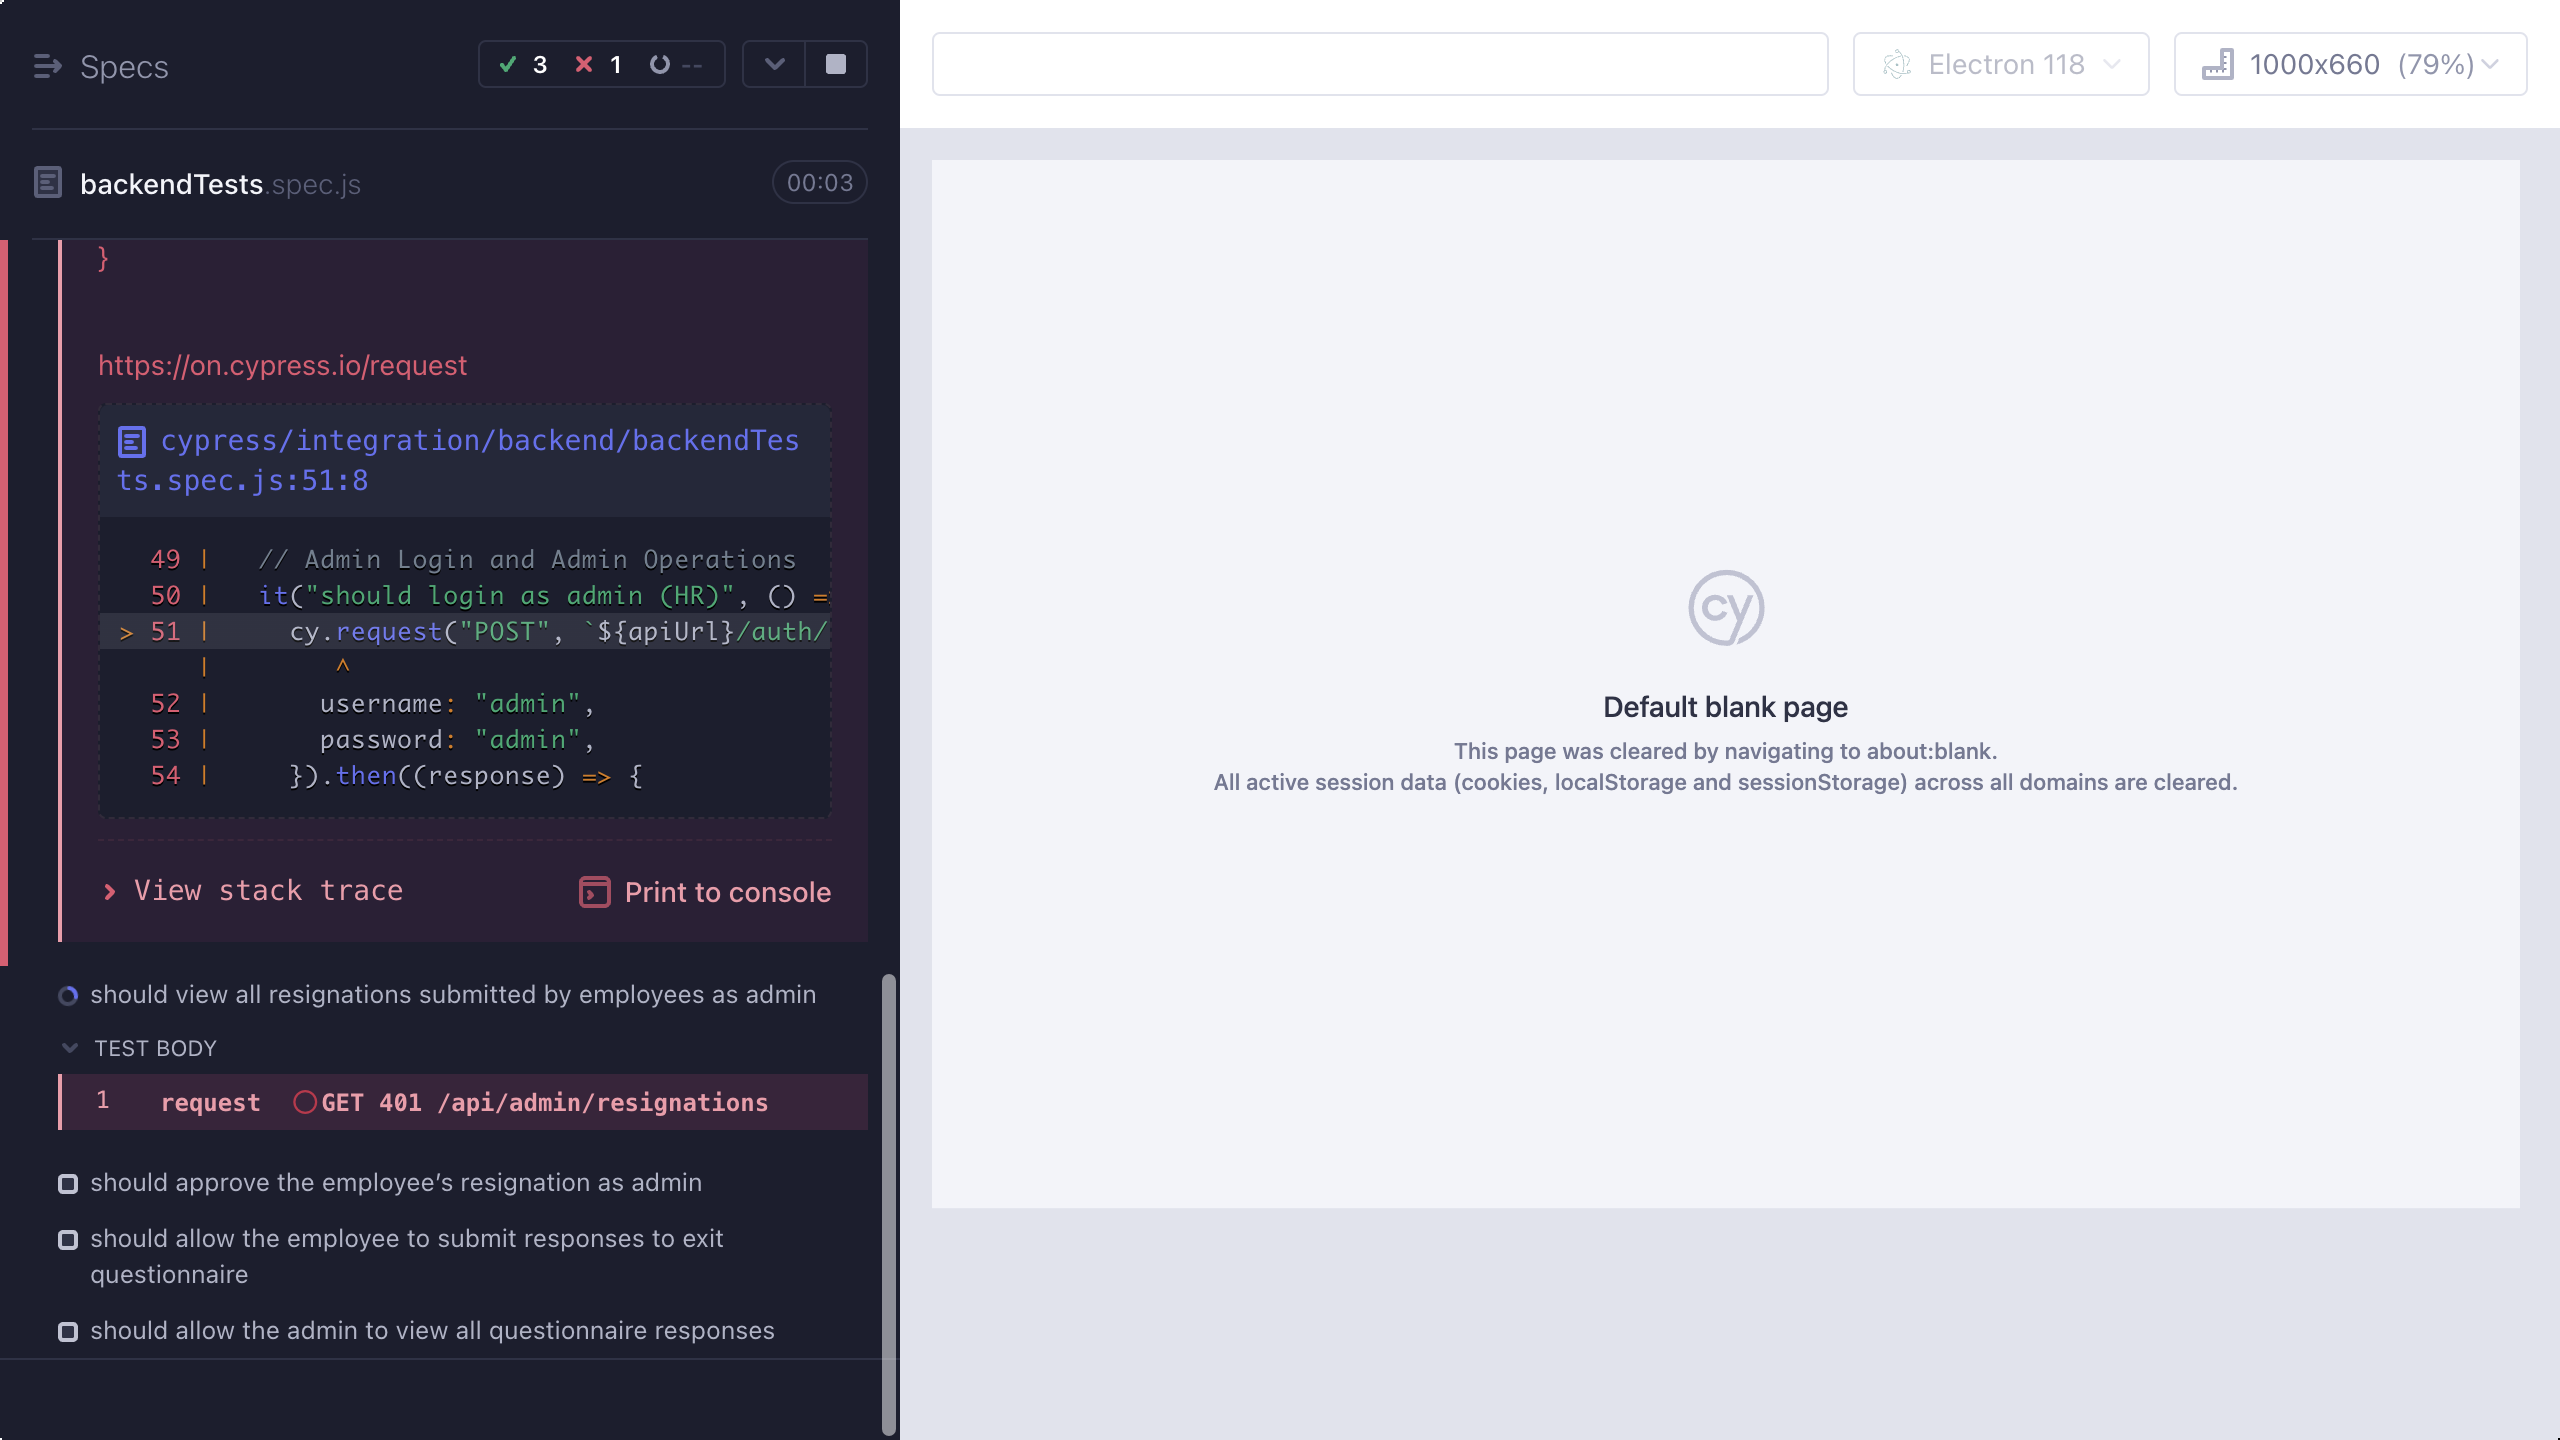 Specs
3 1 --
backendTests.spec.js
00:03
}
https://on.cypress.io/request
cypress/integration/backend/backendTes
ts.spec.js:51:8
49 | // Admin Login and Admin Operations
50 | it("should login as admin (HR)", () =
> 51 | cy.request("POST", `${apiUrl}/auth/
| ^
52 | username: "admin",
53 | password: "admin",
54 | }).then((response) => {
View stack trace
Print to console
should view all resignations submitted by employees as admin
TEST BODY
1 request GET 401 /api/admin/resignations
should approve the employee’s resignation as admin
should allow the employee to submit responses to exit
questionnaire
should allow the admin to view all questionnaire responses
Electron 118
1000x660 (79%)
cy
Default blank page
This page was cleared by navigating to about:blank.
All active session data (cookies, localStorage and sessionStorage) across all domains are cleared.